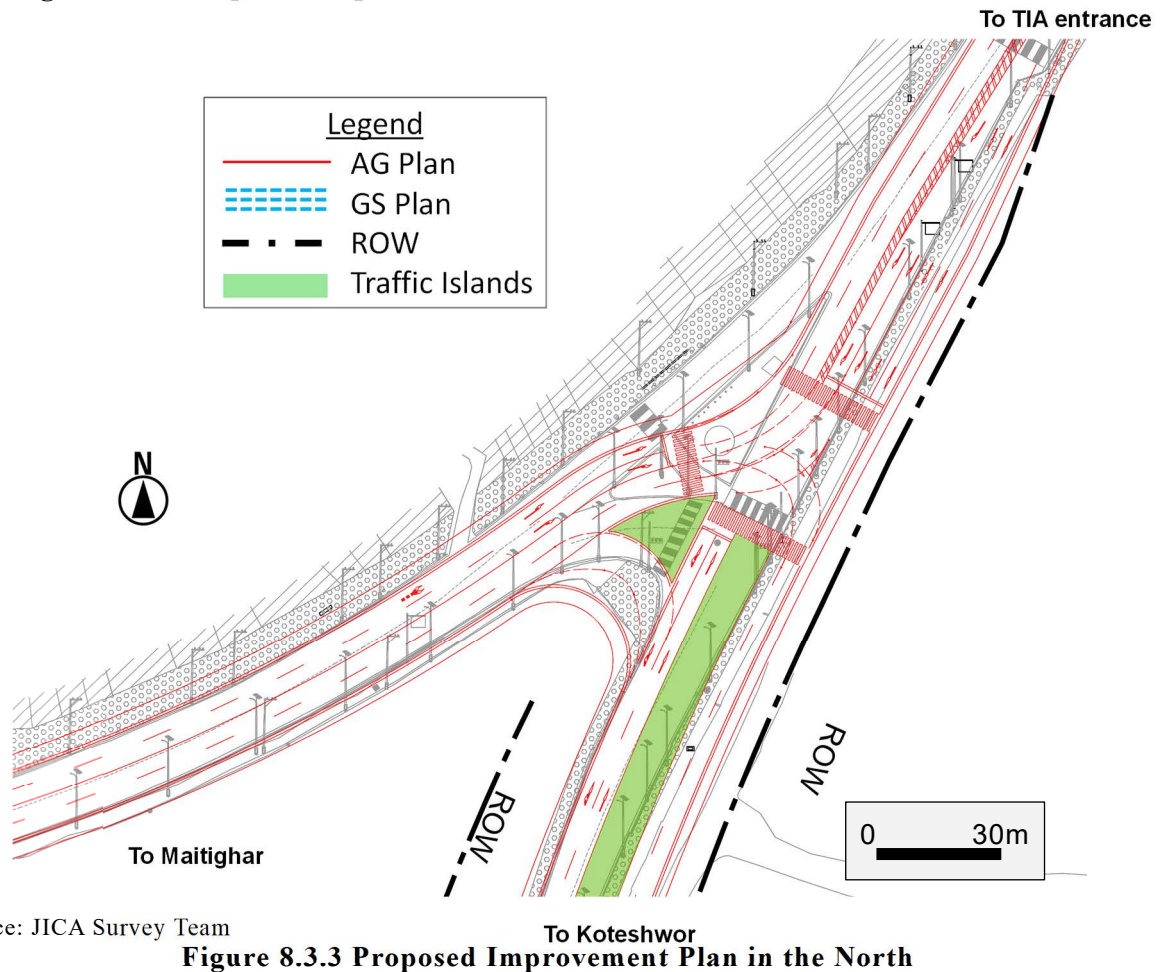 To TIA entrance
Legend
AG Plan
GS Plan
ROW
Traffic Islands
N
ROW
ROW
0 30m
To Maitighar
ce: JICA Survey Team
To Koteshwor
Figure 8.3.3 Proposed Improvement Plan in the North